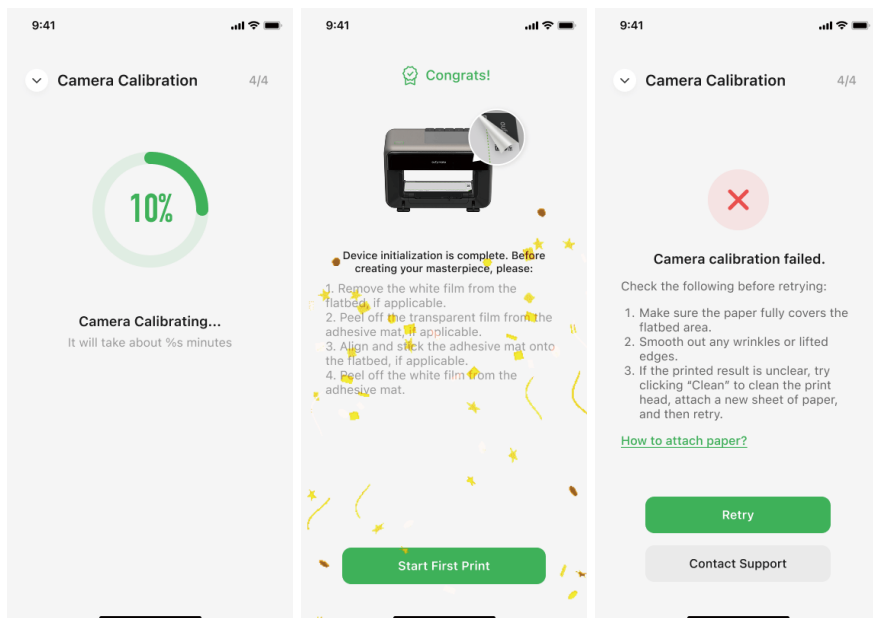 9:41
Camera Calibration
4/4
10%
Camera Calibrating...
It will take about %s minutes
9:41
Congrats!
Device initialization is complete. Before
creating your masterpiece, please:
1. Remove the white film from the
flatbed, if applicable.
2. Peel off the transparent film from the
adhesive mat, if applicable.
3. Align and stick the adhesive mat onto
the flatbed, if applicable.
4. Peel off the white film from the
adhesive mat.
Start First Print
9:41
Camera Calibration
4/4
Camera calibration failed.
Check the following before retrying:
1. Make sure the paper fully covers the
flatbed area.
2. Smooth out any wrinkles or lifted
edges.
3. If the printed result is unclear, try
clicking “Clean” to clean the print
head, attach a new sheet of paper,
and then retry.
How to attach paper?
Retry
Contact Support